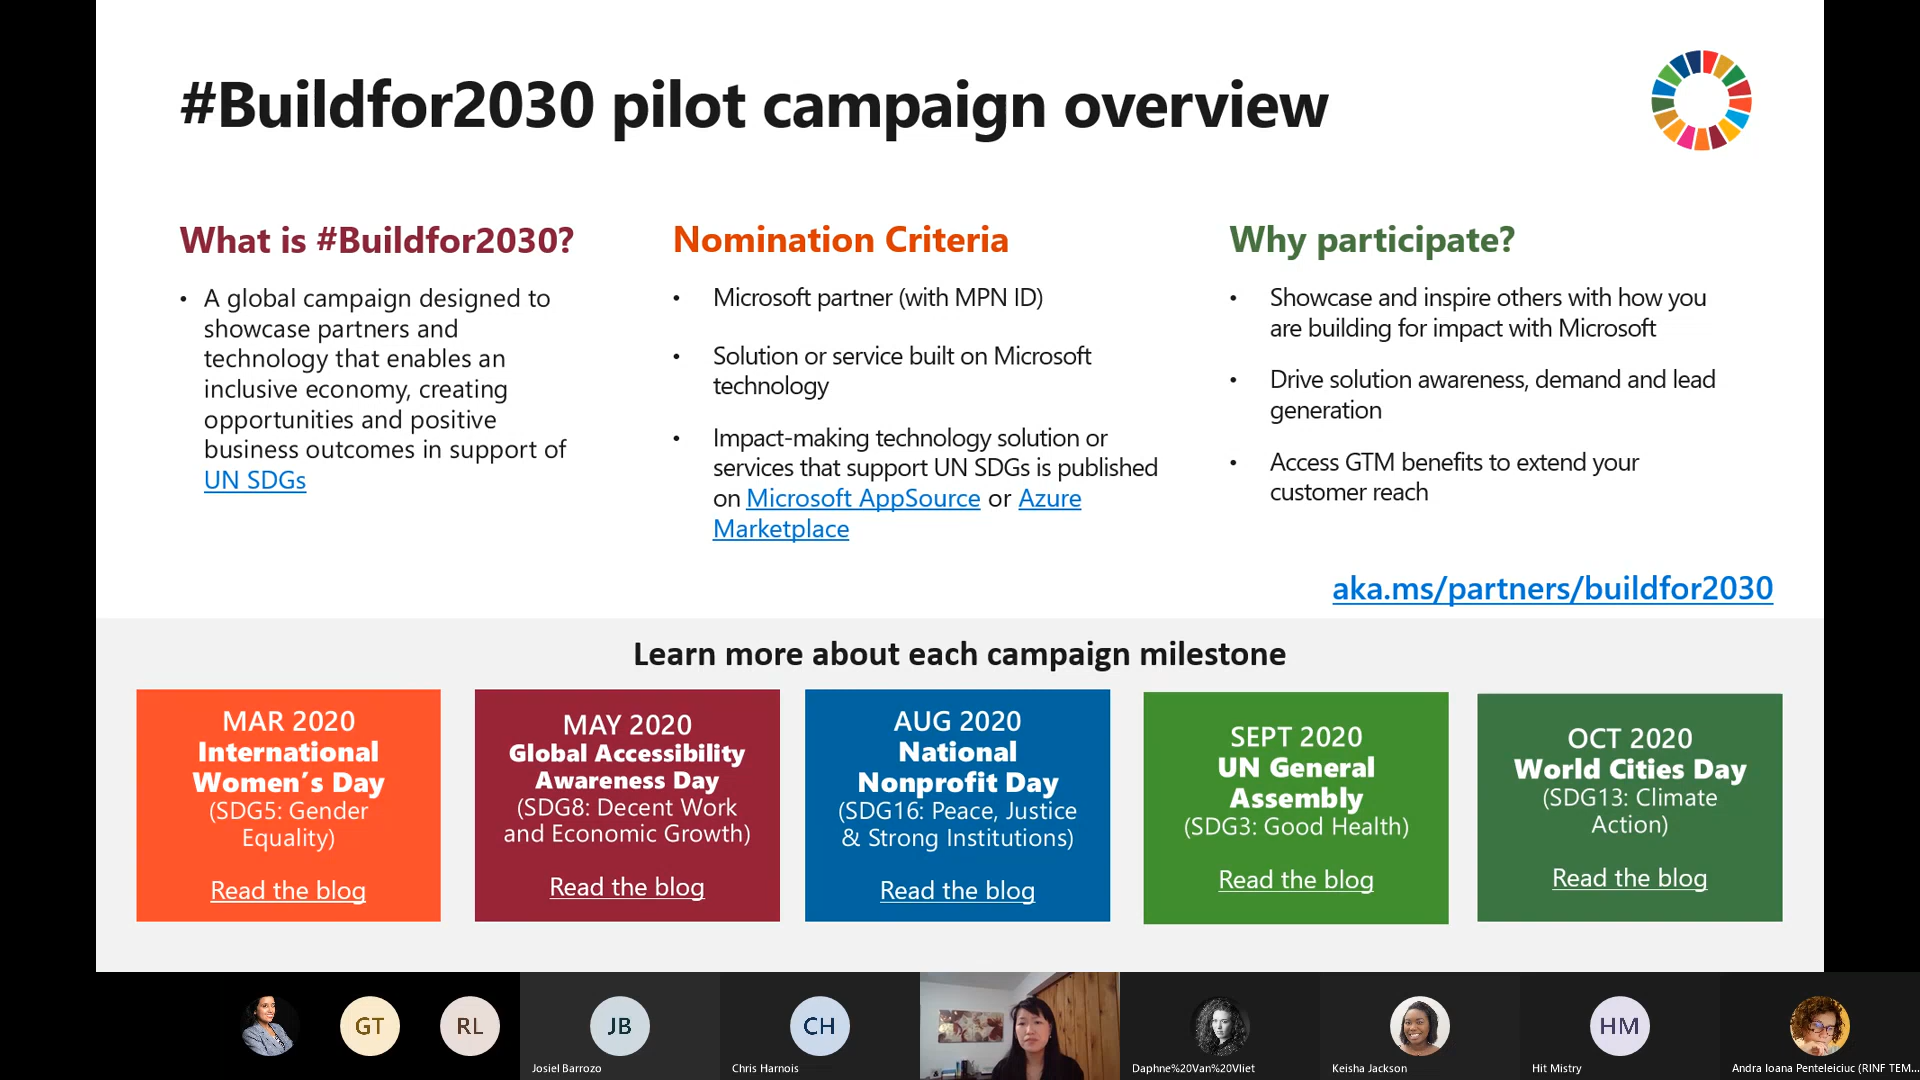 #Buildfor2030 pilot campaign overview
What is #Buildfor2030?
• A global campaign designed to
showcase partners and
technology that enables an
inclusive economy, creating
opportunities and positive
business outcomes in support of
UN SDGs
Nomination Criteria
• Microsoft partner (with MPN ID)
• Solution or service built on Microsoft
technology
• Impact-making technology solution or
services that support UN SDGs is published
on Microsoft AppSource or Azure
Marketplace
Why participate?
• Showcase and inspire others with how you
are building for impact with Microsoft
• Drive solution awareness, demand and lead
generation
• Access GTM benefits to extend your
customer reach
aka.ms/partners/buildfor2030
Learn more about each campaign milestone
MAR 2020
International
Women's Day
(SDG5: Gender
Equality)
Read the blog
MAY 2020
Global Accessibility
Awareness Day
(SDG8: Decent Work
and Economic Growth)
Read the blog
AUG 2020
National
Nonprofit Day
(SDG16: Peace, Justice
& Strong Institutions)
Read the blog
SEPT 2020
UN General
Assembly
(SDG3: Good Health)
Read the blog
OCT 2020
World Cities Day
(SDG13: Climate
Action)
Read the blog
GT
RL
JB
Josiel Barrozo
CH
Chris Harnois
Daphne%20Van%20Vliet
Keisha Jackson
HM
Hit Mistry
Andra Ioana Penteleiciuc (RINF TEM...